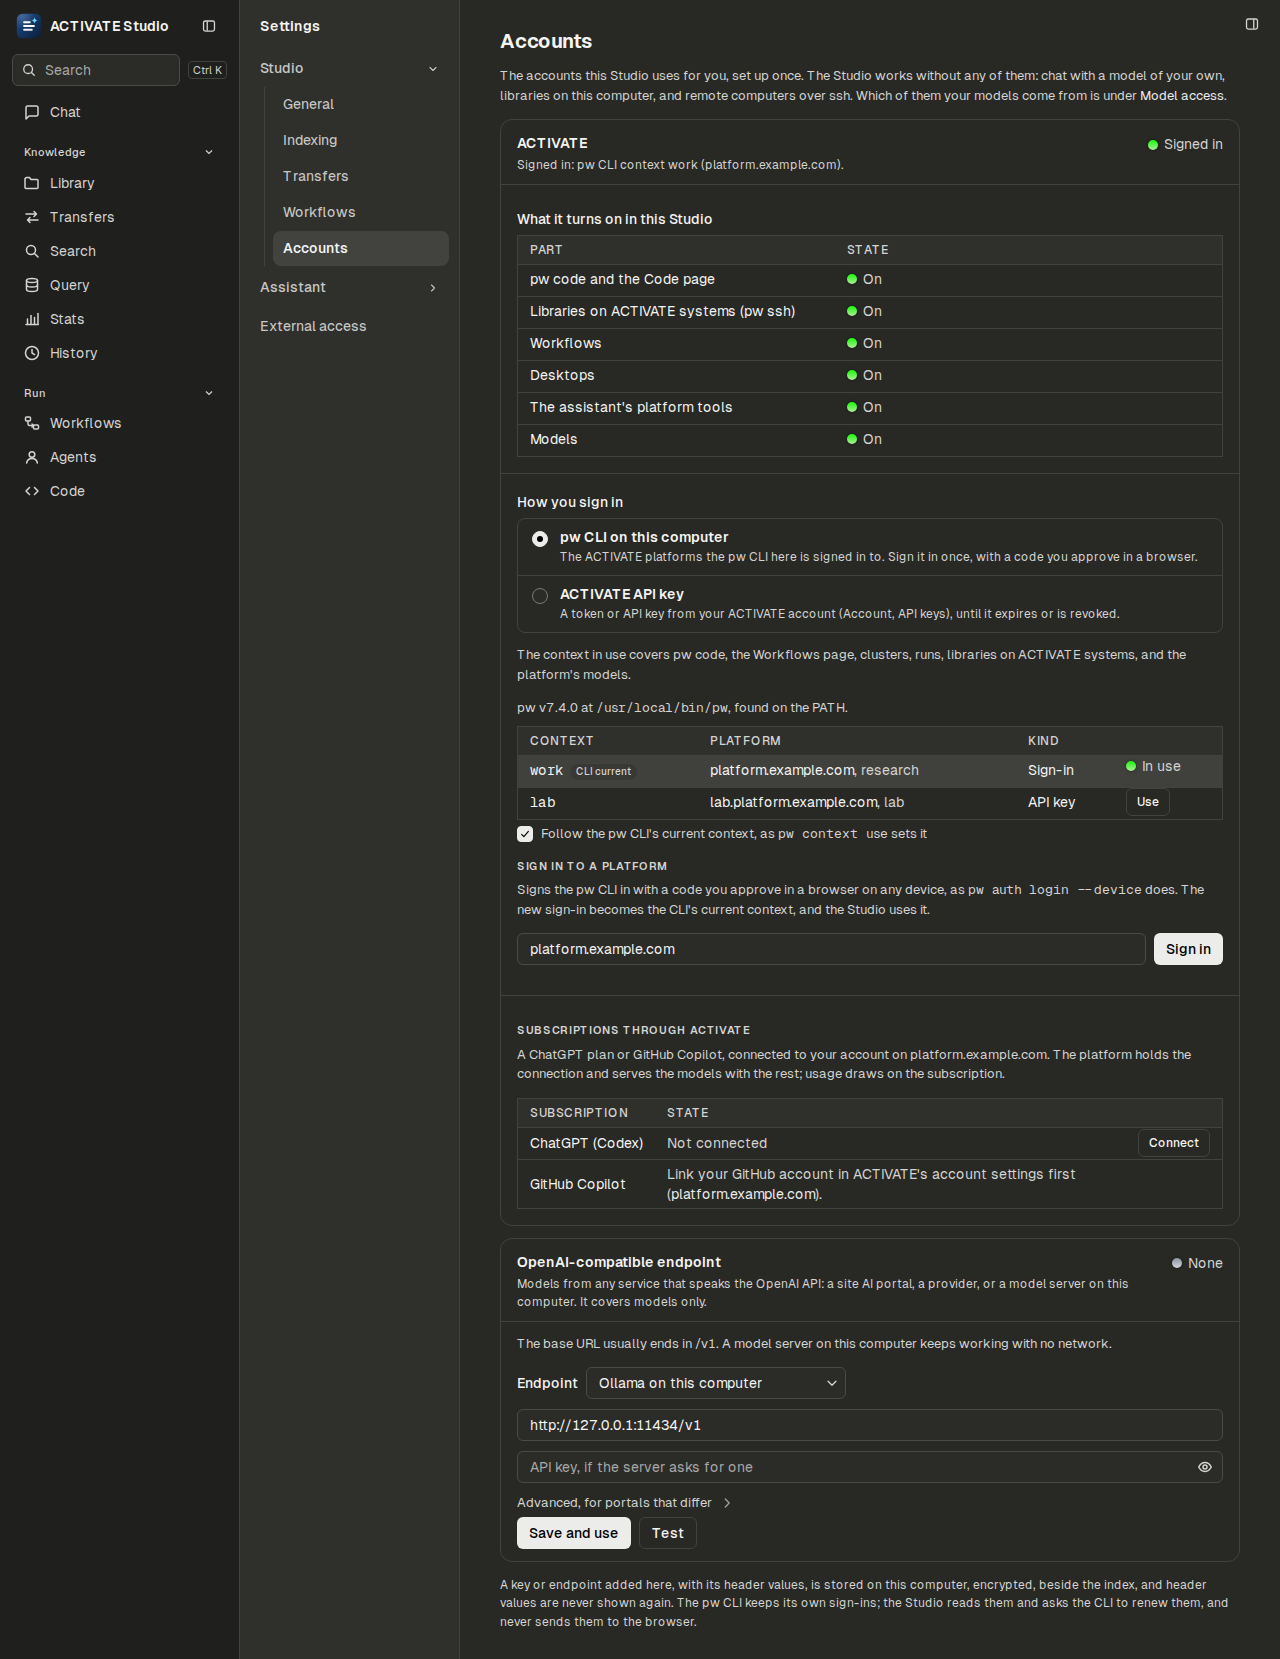 ACTIVATE Studio
Search
Ctrl K
Chat
Knowledge
Library
Transfers
Search
Query
Stats
History
Run
Workflows
Agents
Code
Settings
Studio
General
Indexing
Transfers
Workflows
Accounts
Assistant
External access
Accounts
The accounts this Studio uses for you, set up once. The Studio works without any of them: chat with a model of your own,
libraries on this computer, and remote computers over ssh. Which of them your models come from is under Model access.
ACTIVATE
Signed in
Signed in: pw CLI context work (platform.example.com).
What it turns on in this Studio
PART STATE
pw code and the Code page On
Libraries on ACTIVATE systems (pw ssh) On
Workflows On
Desktops On
The assistant's platform tools On
Models On
How you sign in
pw CLI on this computer
The ACTIVATE platforms the pw CLI here is signed in to. Sign it in once, with a code you approve in a browser.
ACTIVATE API key
A token or API key from your ACTIVATE account (Account, API keys), until it expires or is revoked.
The context in use covers pw code, the Workflows page, clusters, runs, libraries on ACTIVATE systems, and the
platform's models.
pw v7.4.0 at /usr/local/bin/pw, found on the PATH.
CONTEXT PLATFORM KIND
work CLI current platform.example.com, research Sign-in In use
lab lab.platform.example.com, lab API key Use
Follow the pw CLI's current context, as pw context use sets it
SIGN IN TO A PLATFORM
Signs the pw CLI in with a code you approve in a browser on any device, as pw auth login --device does. The
new sign-in becomes the CLI's current context, and the Studio uses it.
platform.example.com Sign in
SUBSCRIPTIONS THROUGH ACTIVATE
A ChatGPT plan or GitHub Copilot, connected to your account on platform.example.com. The platform holds the
connection and serves the models with the rest; usage draws on the subscription.
SUBSCRIPTION STATE
ChatGPT (Codex) Not connected Connect
GitHub Copilot Link your GitHub account in ACTIVATE's account settings first
(platform.example.com).
OpenAI-compatible endpoint None
Models from any service that speaks the OpenAI API: a site AI portal, a provider, or a model server on this
computer. It covers models only.
The base URL usually ends in /v1. A model server on this computer keeps working with no network.
Endpoint Ollama on this computer
http://127.0.0.1:11434/v1
API key, if the server asks for one
Advanced, for portals that differ
Save and use Test
A key or endpoint added here, with its header values, is stored on this computer, encrypted, beside the index, and header
values are never shown again. The pw CLI keeps its own sign-ins; the Studio reads them and asks the CLI to renew them, and
never sends them to the browser.